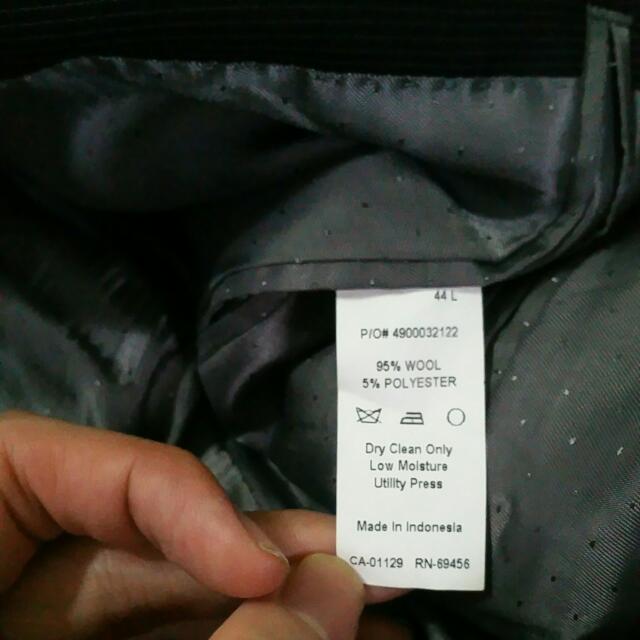 44 L
P/O# 4900032122
95% WOOL
5% POLYESTER
Dry Clean Only
Low Moisture
Utility Press
Made In Indonesia
CA-01129 RN-69456